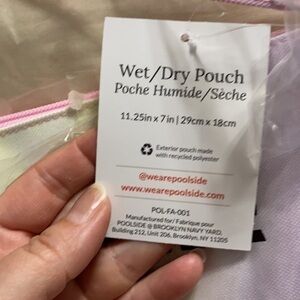 Wet/Dry Pouch
Poche Humide/Sèche
11.25in x 7in | 29cm x 18cm
Exterior pouch made
with recycled polyester
@wearepoolside
www.wearepoolside.com
POL-FA-001
Manufactured for/ Fabrique pour
POOLSIDE @ BROOKLYN NAVY YARD,
Building 212, Unit 206, Brooklyn, NY 11205